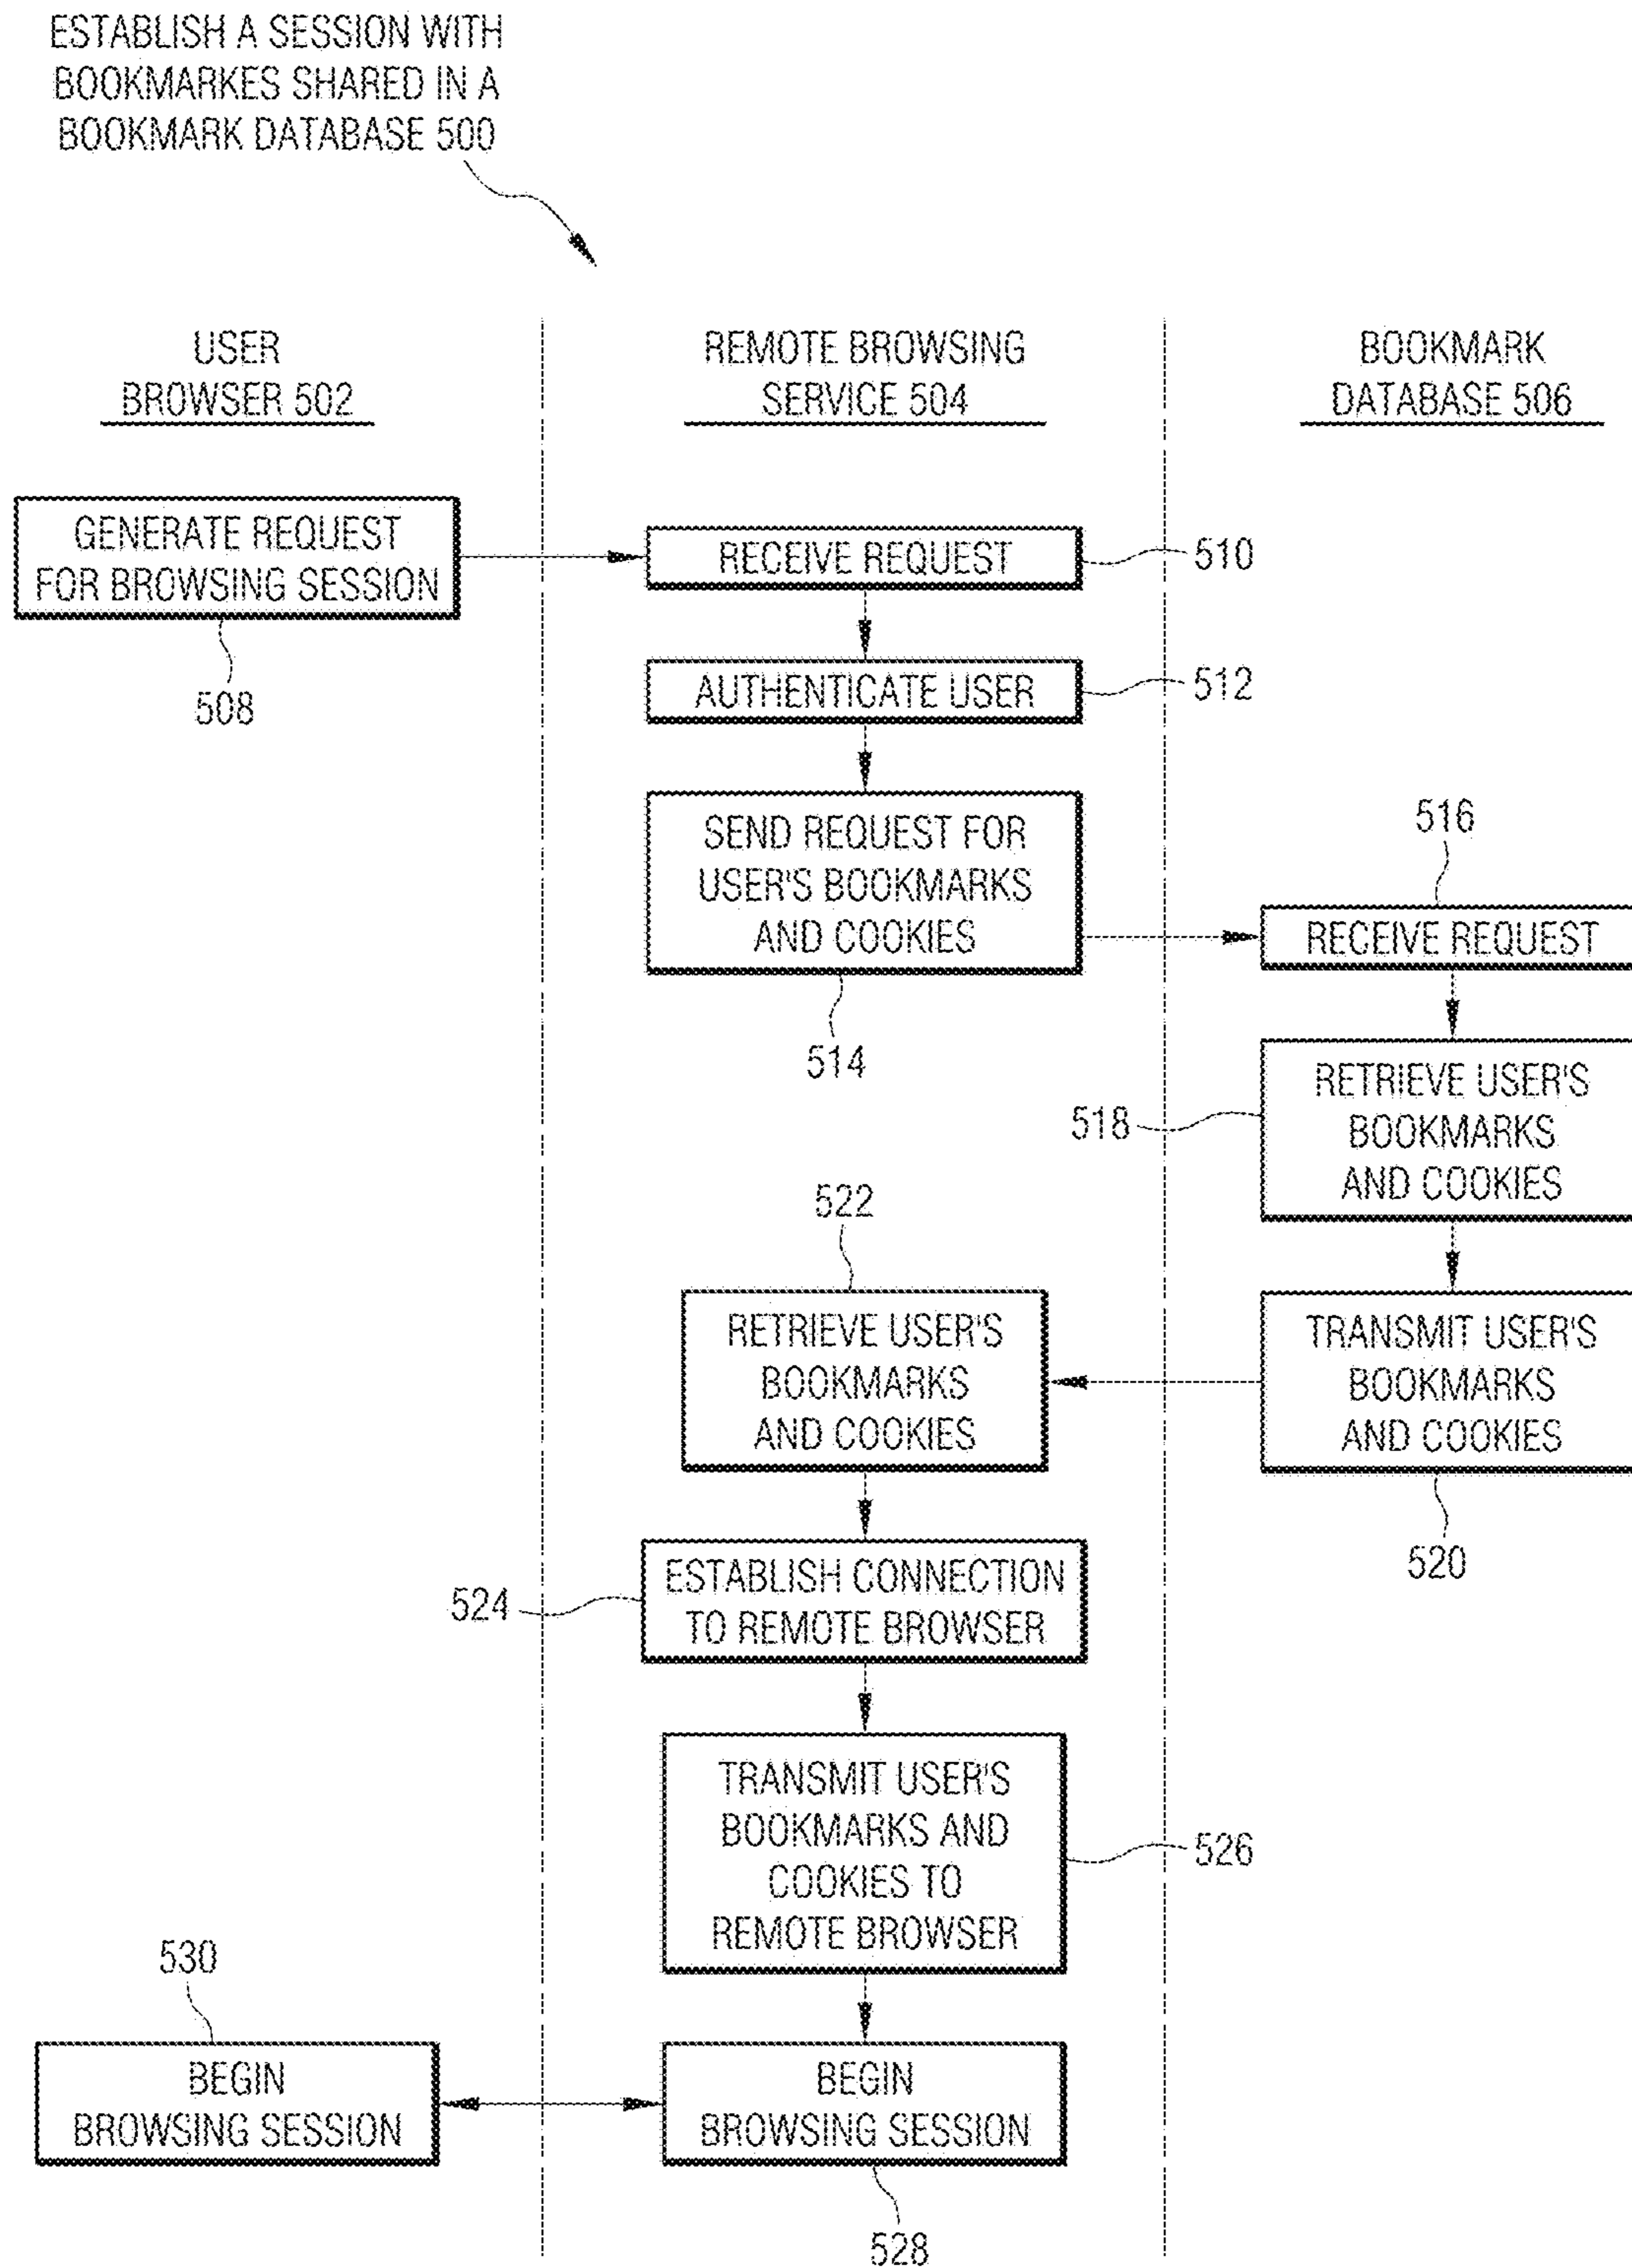 ESTABLISH A SESSION WITH
BOOKMARKES SHARED IN A
BOOKMARK DATABASE 500
USER
BROWSER 502
REMOTE BROWSING
SERVICE 504
BOOKMARK
DATABASE 506
GENERATE REQUEST
FOR BROWSING SESSION
508
RECEIVE REQUEST
510
AUTHENTICATE USER
512
SEND REQUEST FOR
USER'S BOOKMARKS
AND COOKIES
514
516
RECEIVE REQUEST
518
RETRIEVE USER'S
BOOKMARKS
AND COOKIES
TRANSMIT USER'S
BOOKMARKS
AND COOKIES
520
522
RETRIEVE USER'S
BOOKMARKS
AND COOKIES
524
ESTABLISH CONNECTION
TO REMOTE BROWSER
TRANSMIT USER'S
BOOKMARKS AND
COOKIES TO
REMOTE BROWSER
526
530
BEGIN
BROWSING SESSION
BEGIN
BROWSING SESSION
528